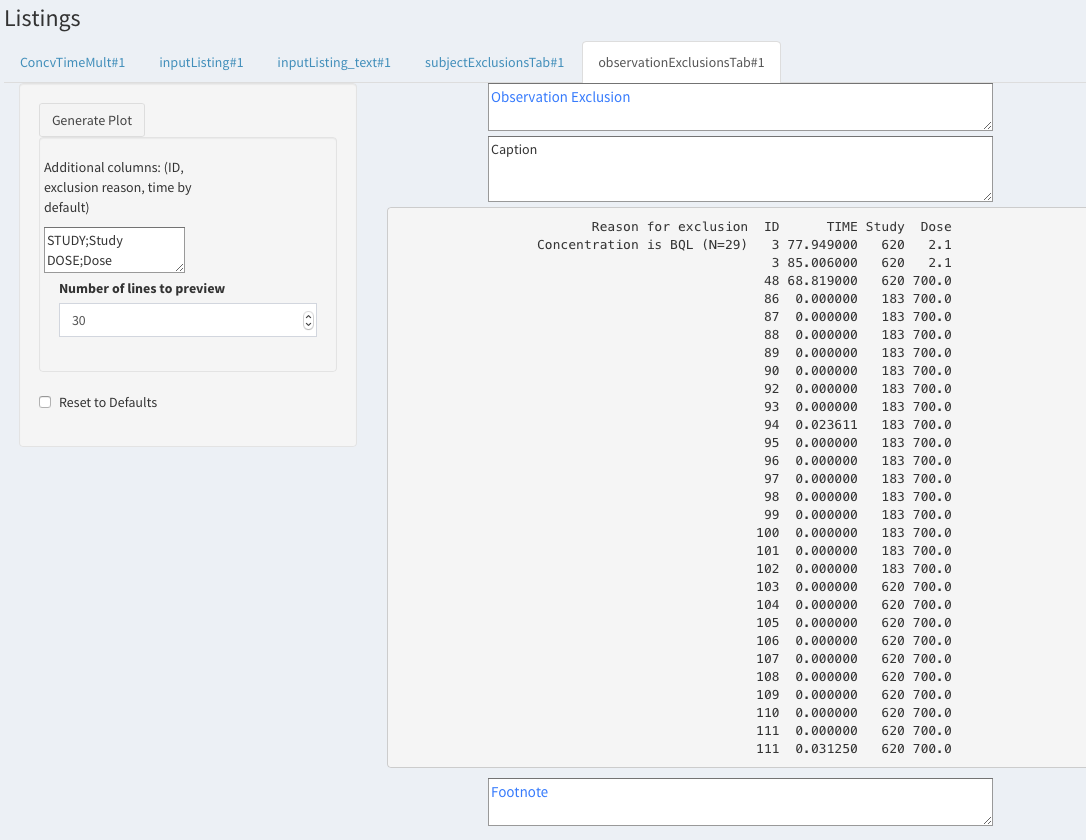 Listings
ConcvTimeMult#1 inputListing#1 inputListing_text#1 subjectExclusionsTab#1 observationExclusionsTab#1
Generate Plot
Additional columns: (ID,
exclusion reason, time by
default)
STUDY;Study
DOSE;Dose
Number of lines to preview
30
Reset to Defaults
Observation Exclusion
Caption
Reason for exclusion ID TIME Study Dose
Concentration is BQL (N=29) 3 77.949000 620 2.1
3 85.006000 620 2.1
48 68.819000 620 700.0
86 0.000000 183 700.0
87 0.000000 183 700.0
88 0.000000 183 700.0
89 0.000000 183 700.0
90 0.000000 183 700.0
92 0.000000 183 700.0
93 0.000000 183 700.0
94 0.023611 183 700.0
95 0.000000 183 700.0
96 0.000000 183 700.0
97 0.000000 183 700.0
98 0.000000 183 700.0
99 0.000000 183 700.0
100 0.000000 183 700.0
101 0.000000 183 700.0
102 0.000000 183 700.0
103 0.000000 620 700.0
104 0.000000 620 700.0
105 0.000000 620 700.0
106 0.000000 620 700.0
107 0.000000 620 700.0
108 0.000000 620 700.0
109 0.000000 620 700.0
110 0.000000 620 700.0
111 0.000000 620 700.0
111 0.031250 620 700.0
Footnote